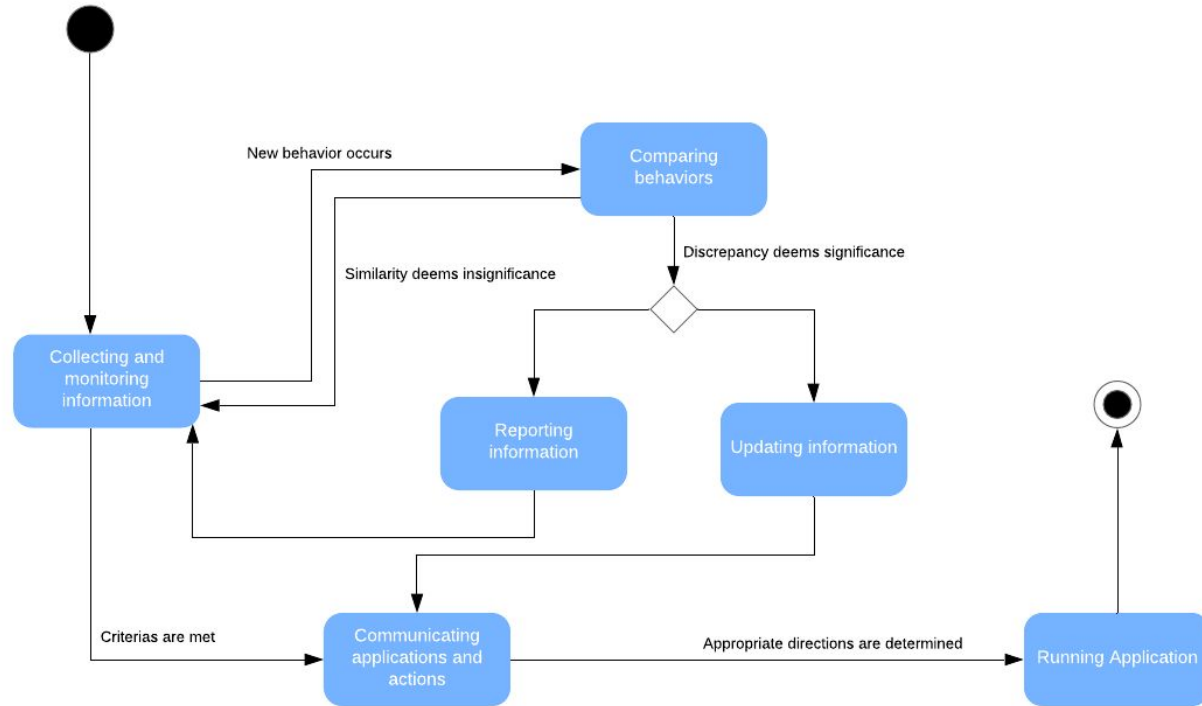 New behavior occurs
Comparing
behaviors
Discrepancy deems significance
Similarity deems insignificance
Collecting and
monitoring
information
Reporting
information
Updating information
Criterias are met
Communicating
applications and
actions
Appropriate directions are determined
Running Application